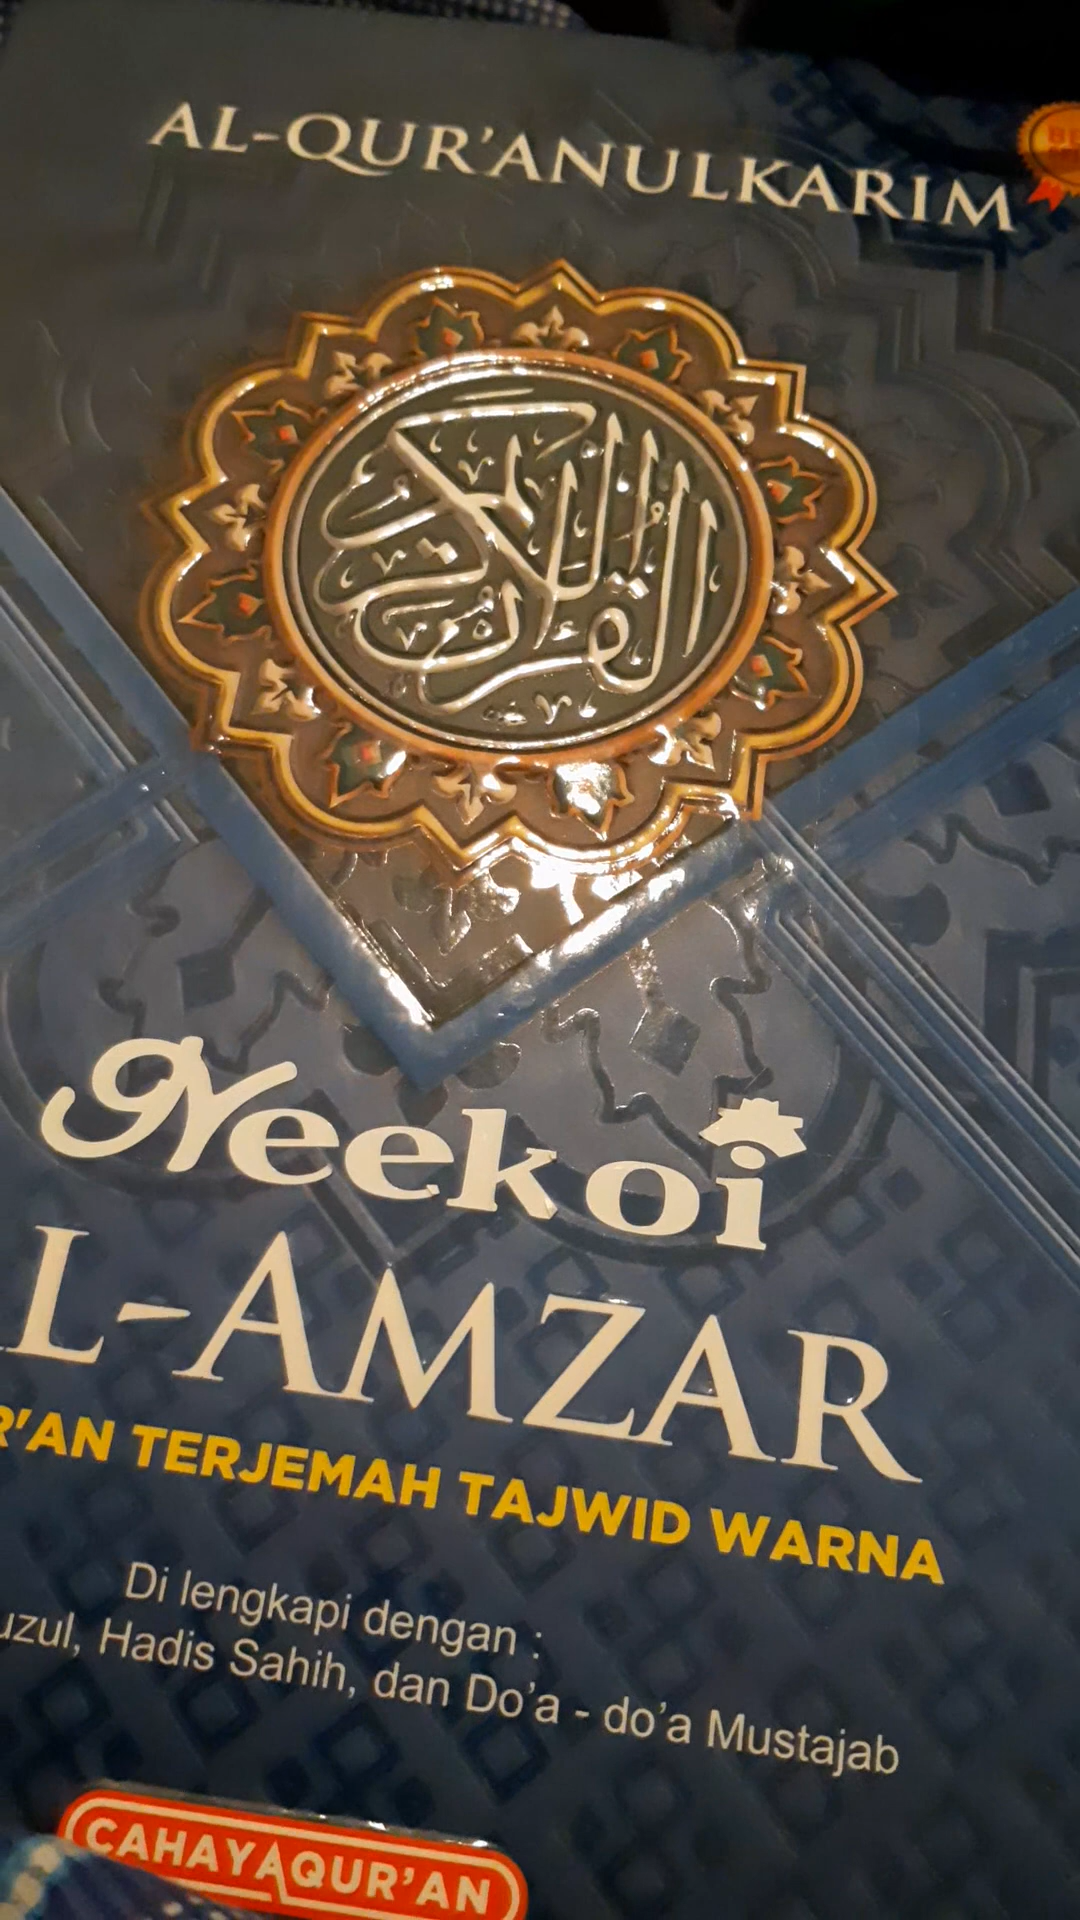 AL-QUR'ANULKARIM
القرآن الكريم
Neekoi
L-AMZAR
R'AN TERJEMAH TAJWID WARNA
Di lengkapi dengan :
uzul, Hadis Sahih, dan Do'a - do'a Mustajab
CAHAYAQUR'AN